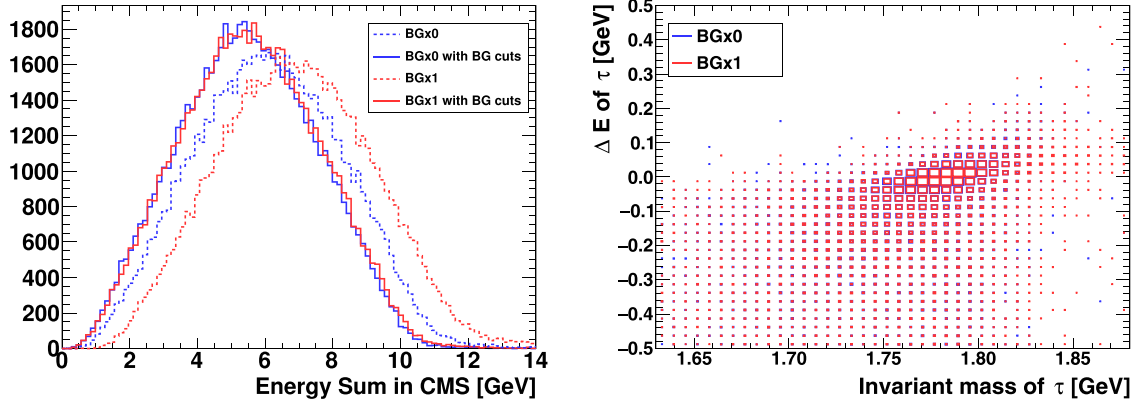 1800
1600
1400
1200
1000
800
600
400
200
0
0 2 4 6 8 10 12 14
Energy Sum in CMS [GeV]
BGx0
BGx0 with BG cuts
BGx1
BGx1 with BG cuts
Δ E of τ [GeV]
0.5
0.4
0.3
0.2
0.1
0.0
−0.1
−0.2
−0.3
−0.4
−0.5
BGx0
BGx1
1.65 1.70 1.75 1.80 1.85
Invariant mass of τ [GeV]